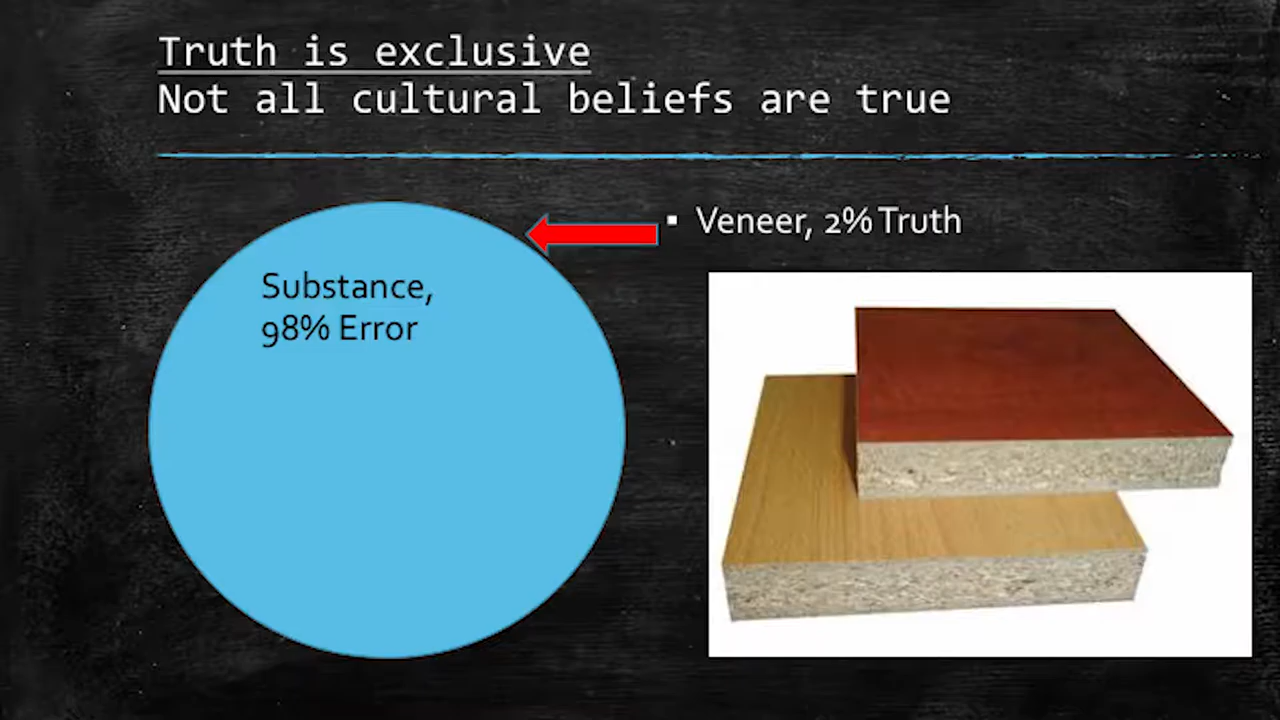 Truth is exclusive
Not all cultural beliefs are true
▪ Veneer, 2% Truth
Substance,
98% Error